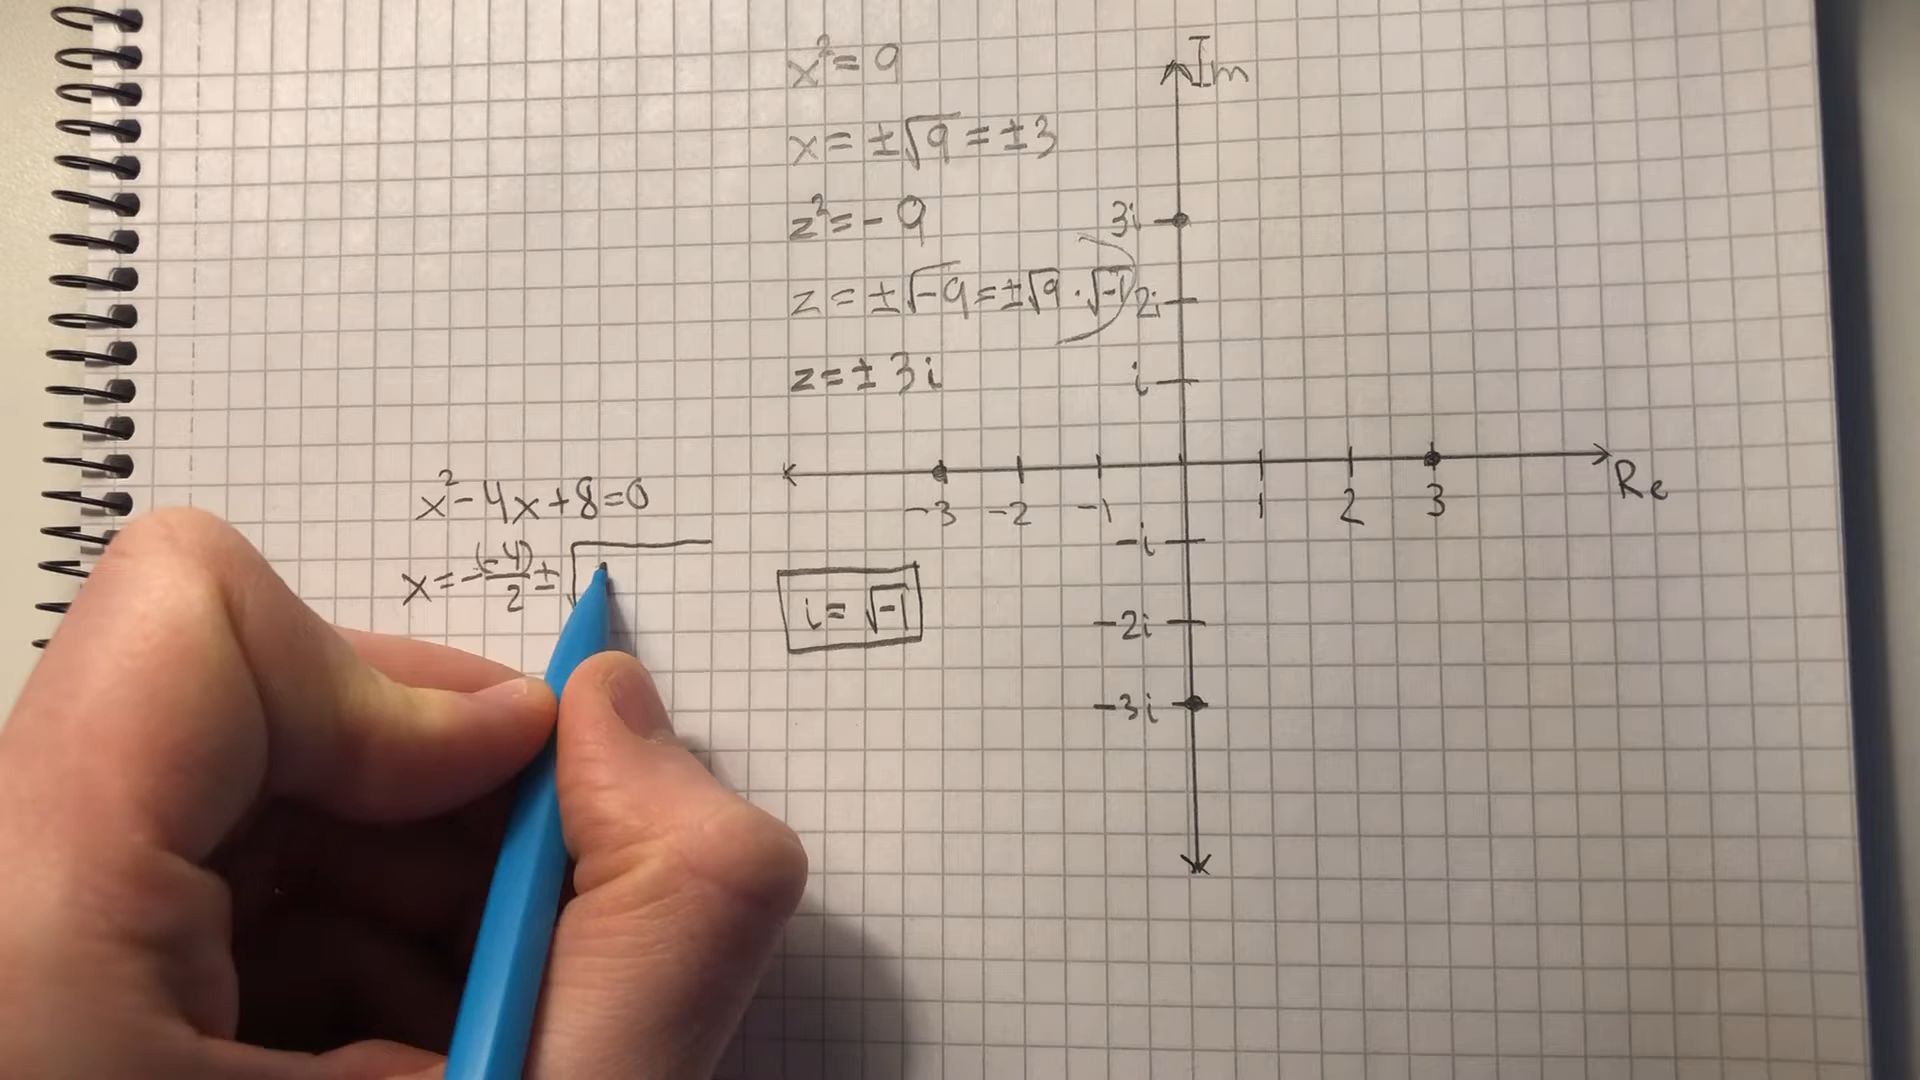 x² = 9
x = ±√9 = ±3
z² = -9
z = ±√-9 = ±√9 · √-1
z = ±3i
x² - 4x + 8 = 0
x = -(-4)/2 ± √
i = √-1
Im
3i
2i
i
-3 -2 -1 1 2 3
Re
-i
-2i
-3i